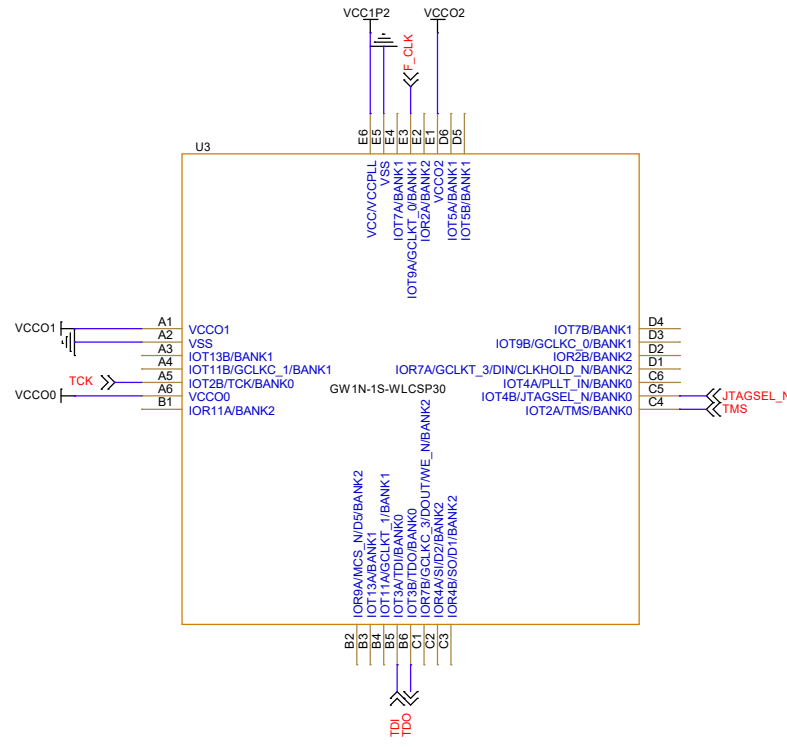 VCC1P2
VCCO2
F_CLK
E6
E5
E4
E3
E2
E1
D6
D5
U3
VCC/VCCPLL
VSS
IOT7A/BANK1
IOT9A/GCLKT_0/BANK1
IOR2A/BANK2
VCCO2
IOT5A/BANK1
IOT5B/BANK1
VCCO1
A1 VCCO1
A2 VSS
A3 IOT13B/BANK1
A4 IOT11B/GCLKC_1/BANK1
TCK A5 IOT2B/TCK/BANK0
VCCO0 A6 VCCO0
B1 IOR11A/BANK2
GW1N-1S-WLCSP30
IOT7B/BANK1 D4
IOT9B/GCLKC_0/BANK1 D3
IOR2B/BANK2 D2
IOR7A/GCLKT_3/DIN/CLKHOLD_N/BANK2 D1
IOT4A/PLLT_IN/BANK0 C6
IOT4B/JTAGSEL_N/BANK0 C5 JTAGSEL_N
IOT2A/TMS/BANK0 C4 TMS
IOR9A/MCS_N/D5/BANK2
IOT13A/BANK1
IOT11A/GCLKT_1/BANK1
IOT3A/TDI/BANK0
IOT3B/TDO/BANK0
IOR7B/GCLKC_3/DOUT/WE_N/BANK2
IOR4A/SI/D2/BANK2
IOR4B/SO/D1/BANK2
B2
B3
B4
B5
B6
C1
C2
C3
TDI
TDO